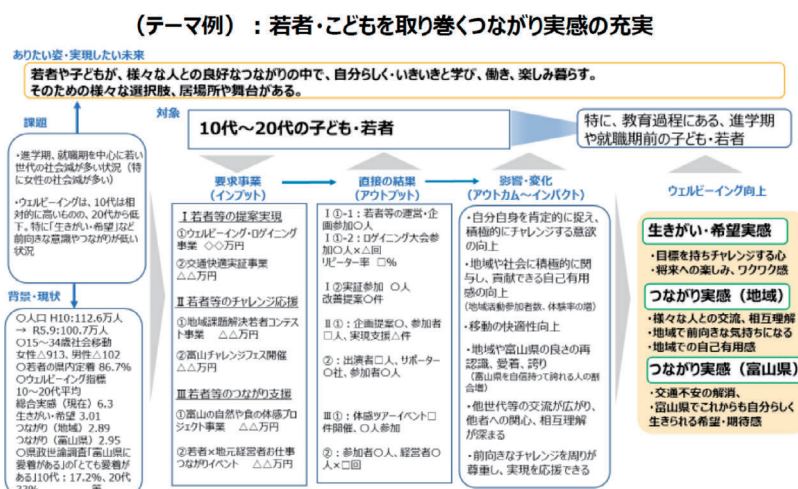 （テーマ例）：若者・こどもを取り巻くつながり実感の充実
ありたい姿・実現したい未来
若者や子どもが、様々な人との良好なつながりの中で、自分らしく・いきいきと学び、働き、楽しみ暮らす。
そのための様々な選択肢、居場所や舞台がある。
課題
・進学期、就職期を中心に若い
世代の社会減が多い状況（特
に女性の社会減が多い）
・ウェルビーイングは、10代は相
対的に高いものの、20代から低
下。特に「生きがい・希望」など
前向きな意識やつながりが低い
状況
背景・現状
○人口 H10:112.6万人
→ R5.9:100.7万人
○15～34歳社会移動
女性△913、男性△102
○若者の県内定着 86.7%
○ウェルビーイング指標
10～20代平均
総合実感（現在）6.3
生きがい・希望 3.01
つながり（地域）2.89
つながり（富山県）2.95
○県政世論調査「富山県に
愛着がある」の「とても愛着が
ある」10代：17.2%、20代
対象
10代～20代の子ども・若者
特に、教育過程にある、進学期
や就職期前の子ども・若者
要求事業
（インプット）
Ⅰ若者等の提案実現
①ウェルビーイング・ロゲイニング
事業 ◇◇万円
②交通快適実証事業
△△万円
Ⅱ若者等のチャレンジ応援
①地域課題解決若者コンテス
ト事業 △△万円
②富山チャレンジフェス開催
△△万円
Ⅲ若者等のつながり支援
①富山の自然や食の体感プロ
ジェクト事業 △△万円
②若者×地元経営者お仕事
つながりイベント △△万円
直接の結果
（アウトプット）
Ⅰ①-1：若者等の運営・企
画参加○人
Ⅰ①-2：ロゲイニング大会参
加○人×△回
リピーター率 □%
Ⅰ②実証参加 ○人
改善提案○件
Ⅱ①：企画提案○、参加者
□人、実現支援△件
②：出演者□人、サポーター
○社、参加者○人
Ⅲ①：体感ツアーイベント□
件開催、○人参加
②：参加者○人、経営者○
人×□回
影響・変化
（アウトカム～インパクト）
・自分自身を肯定的に捉え、
積極的にチャレンジする意欲
の向上
・地域や社会に積極的に関
与し、貢献できる自己有用
感の向上
（地域活動参加者数、体験率の増）
・移動の快適性向上
・地域や富山県の良さの再
認識、愛着、誇り
（富山県を自信持って誇れる人の割
合増）
・他世代等の交流が広がり、
他者への関心、相互理解
が深まる
・前向きなチャレンジを周りが
尊重し、実現を応援できる
ウェルビーイング向上
生きがい・希望実感
・目標を持ちチャレンジする心
・将来への楽しみ、ワクワク感
つながり実感（地域）
・様々な人との交流、相互理解
・地域で前向きな気持ちになる
・地域での自己有用感
つながり実感（富山県）
・交通不安の解消、
・富山県でこれからも自分らしく
生きられる希望・期待感